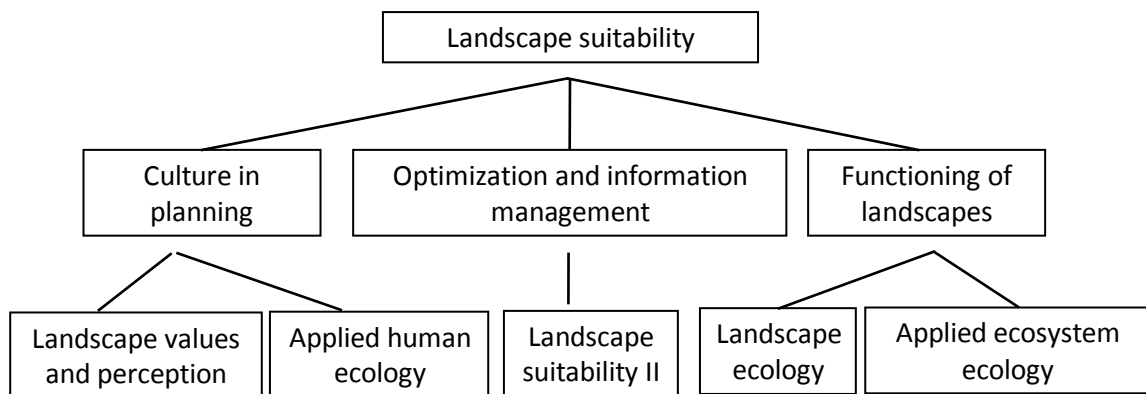 Landscape suitability
Culture in
planning
Optimization and information
management
Functioning of
landscapes
Landscape values
and perception
Applied human
ecology
Landscape
suitability II
Landscape
ecology
Applied ecosystem
ecology